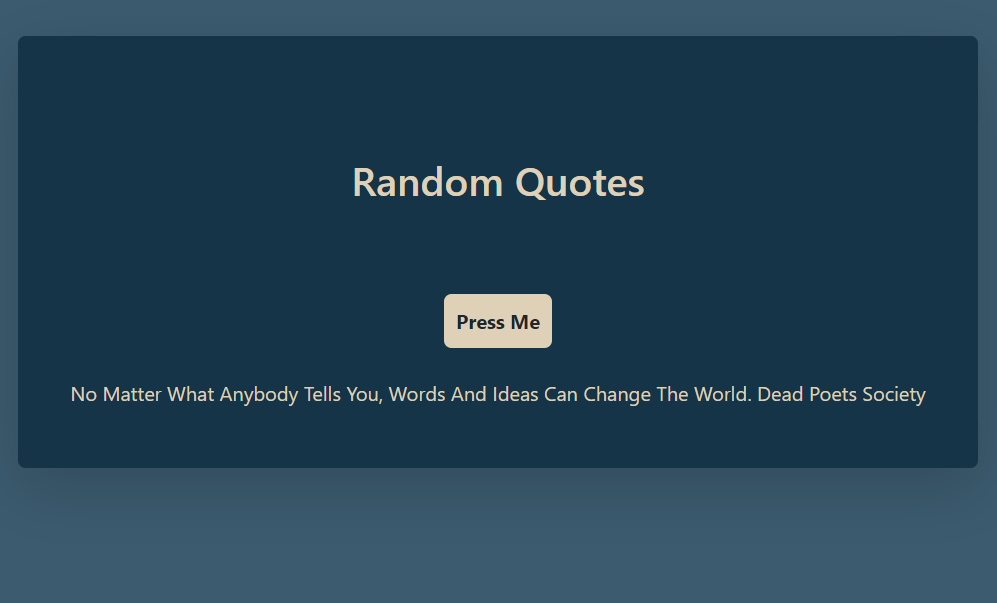 Random Quotes
Press Me
No Matter What Anybody Tells You, Words And Ideas Can Change The World. Dead Poets Society